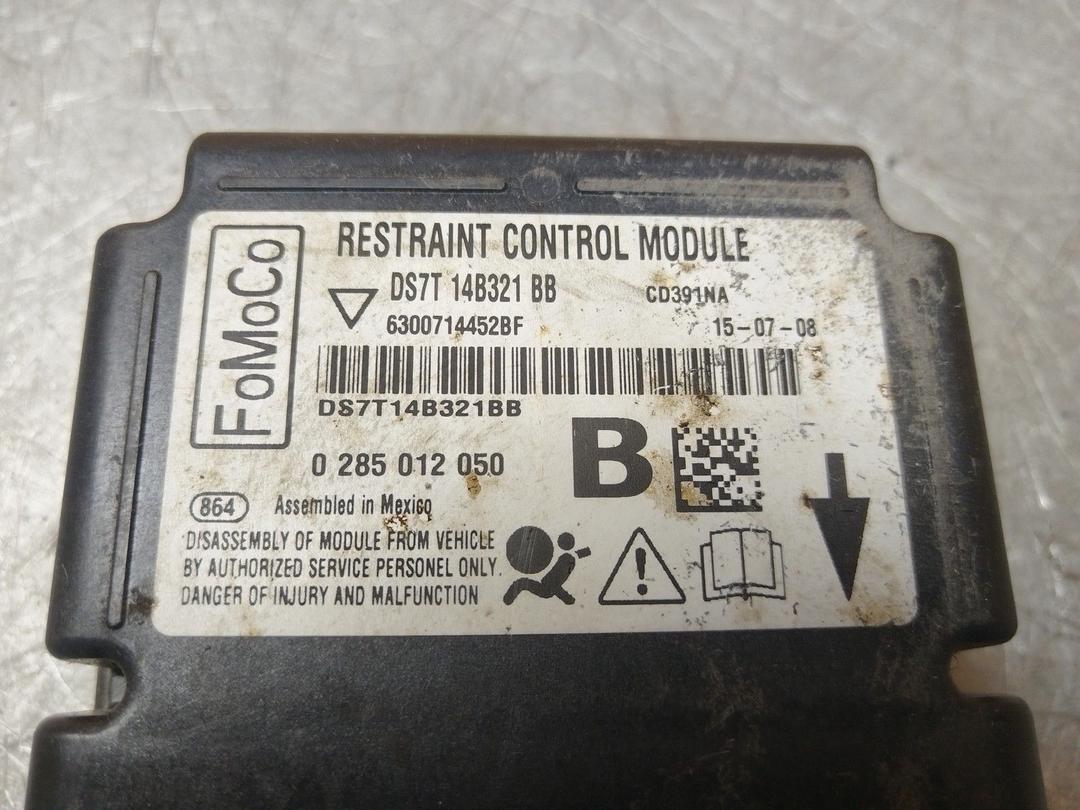 FoMoCo
RESTRAINT CONTROL MODULE
DS7T 14B321 BB CD391NA
6300714452BF 15-07-08
DS7T14B321BB
0 285 012 050 B
864 Assembled in Mexico
DISASSEMBLY OF MODULE FROM VEHICLE
BY AUTHORIZED SERVICE PERSONEL ONLY.
DANGER OF INJURY AND MALFUNCTION